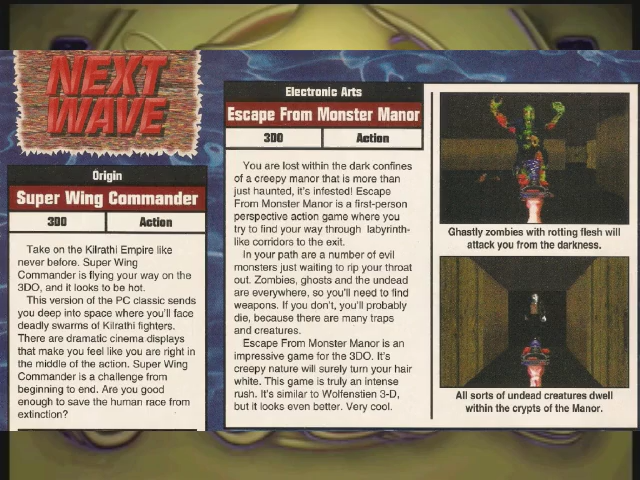 NEXT
WAVE
Origin
Super Wing Commander
3DO
Action
Take on the Kilrathi Empire like
never before. Super Wing
Commander is flying your way on the
3DO, and it looks to be hot.
This version of the PC classic sends
you deep into space where you'll face
deadly swarms of Kilrathi fighters.
There are dramatic cinema displays
that make you feel like you are right in
the middle of the action. Super Wing
Commander is a challenge from
beginning to end. Are you good
enough to save the human race from
extinction?
Electronic Arts
Escape From Monster Manor
3DO
Action
You are lost within the dark confines
of a creepy manor that is more than
just haunted, it's infested! Escape
From Monster Manor is a first-person
perspective action game where you
try to find your way through labyrinth-
like corridors to the exit.
In your path are a number of evil
monsters just waiting to rip your throat
out. Zombies, ghosts and the undead
are everywhere, so you'll need to find
weapons. If you don't, you'll probably
die, because there are many traps
and creatures.
Escape From Monster Manor is an
impressive game for the 3DO. It's
creepy nature will surely turn your hair
white. This game is truly an intense
rush. It's similar to Wolfenstien 3-D,
but it looks even better. Very cool.
Ghastly zombies with rotting flesh will
attack you from the darkness.
All sorts of undead creatures dwell
within the crypts of the Manor.